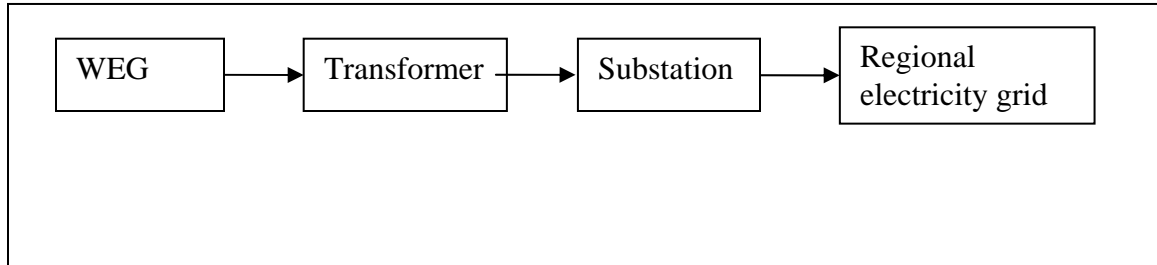 WEG
Transformer
Substation
Regional
electricity grid